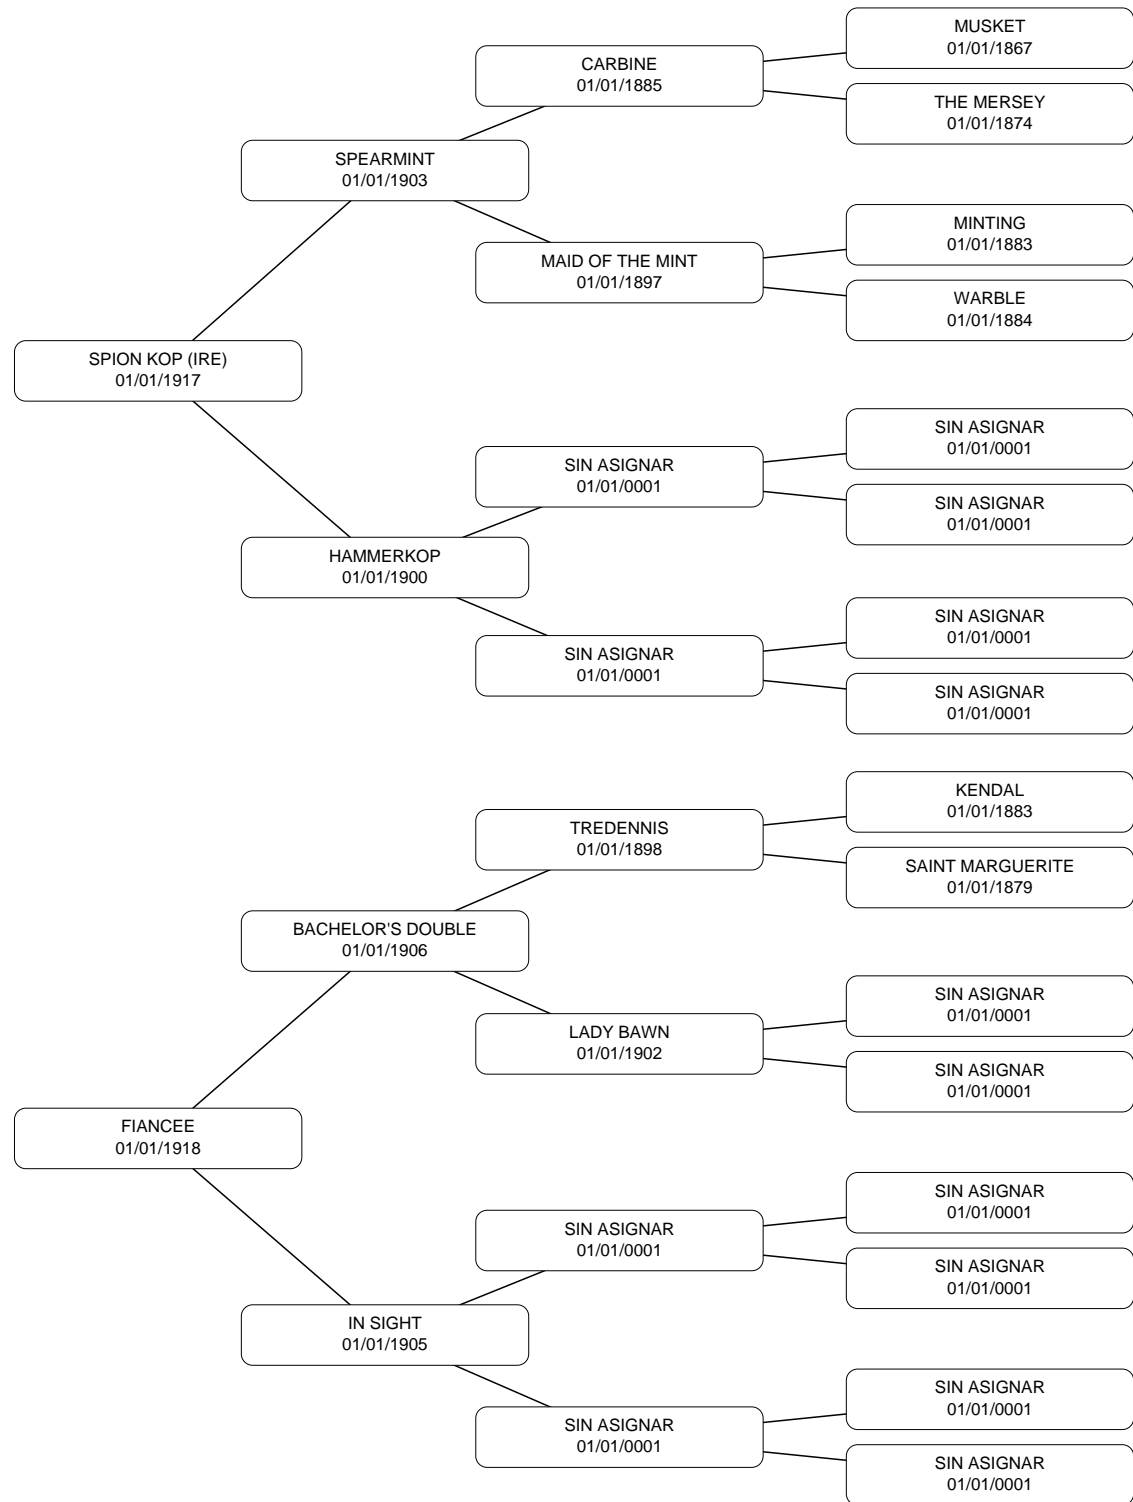 MUSKET
01/01/1867
CARBINE
01/01/1885
THE MERSEY
01/01/1874
SPEARMINT
01/01/1903
MINTING
01/01/1883
MAID OF THE MINT
01/01/1897
WARBLE
01/01/1884
SPION KOP (IRE)
01/01/1917
SIN ASIGNAR
01/01/0001
SIN ASIGNAR
01/01/0001
SIN ASIGNAR
01/01/0001
HAMMERKOP
01/01/1900
SIN ASIGNAR
01/01/0001
SIN ASIGNAR
01/01/0001
SIN ASIGNAR
01/01/0001
KENDAL
01/01/1883
TREDENNIS
01/01/1898
SAINT MARGUERITE
01/01/1879
BACHELOR'S DOUBLE
01/01/1906
SIN ASIGNAR
01/01/0001
LADY BAWN
01/01/1902
SIN ASIGNAR
01/01/0001
FIANCEE
01/01/1918
SIN ASIGNAR
01/01/0001
SIN ASIGNAR
01/01/0001
SIN ASIGNAR
01/01/0001
IN SIGHT
01/01/1905
SIN ASIGNAR
01/01/0001
SIN ASIGNAR
01/01/0001
SIN ASIGNAR
01/01/0001